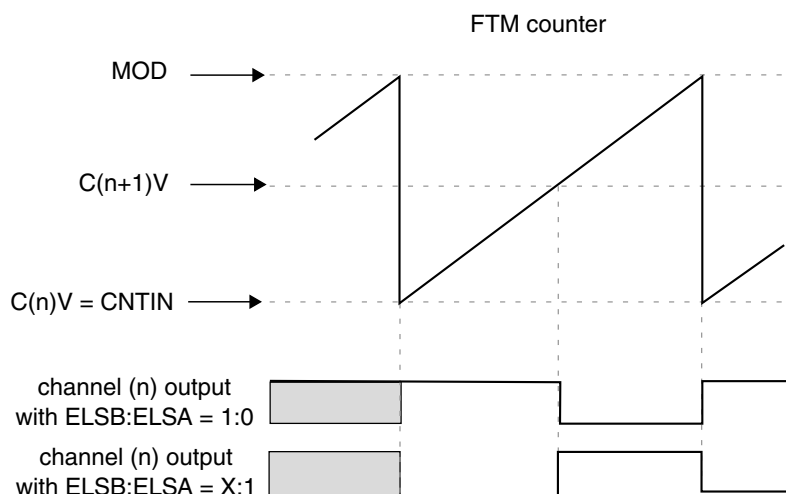 FTM counter
MOD
C(n+1)V
C(n)V = CNTIN
channel (n) output
with ELSB:ELSA = 1:0
channel (n) output
with ELSB:ELSA = X:1